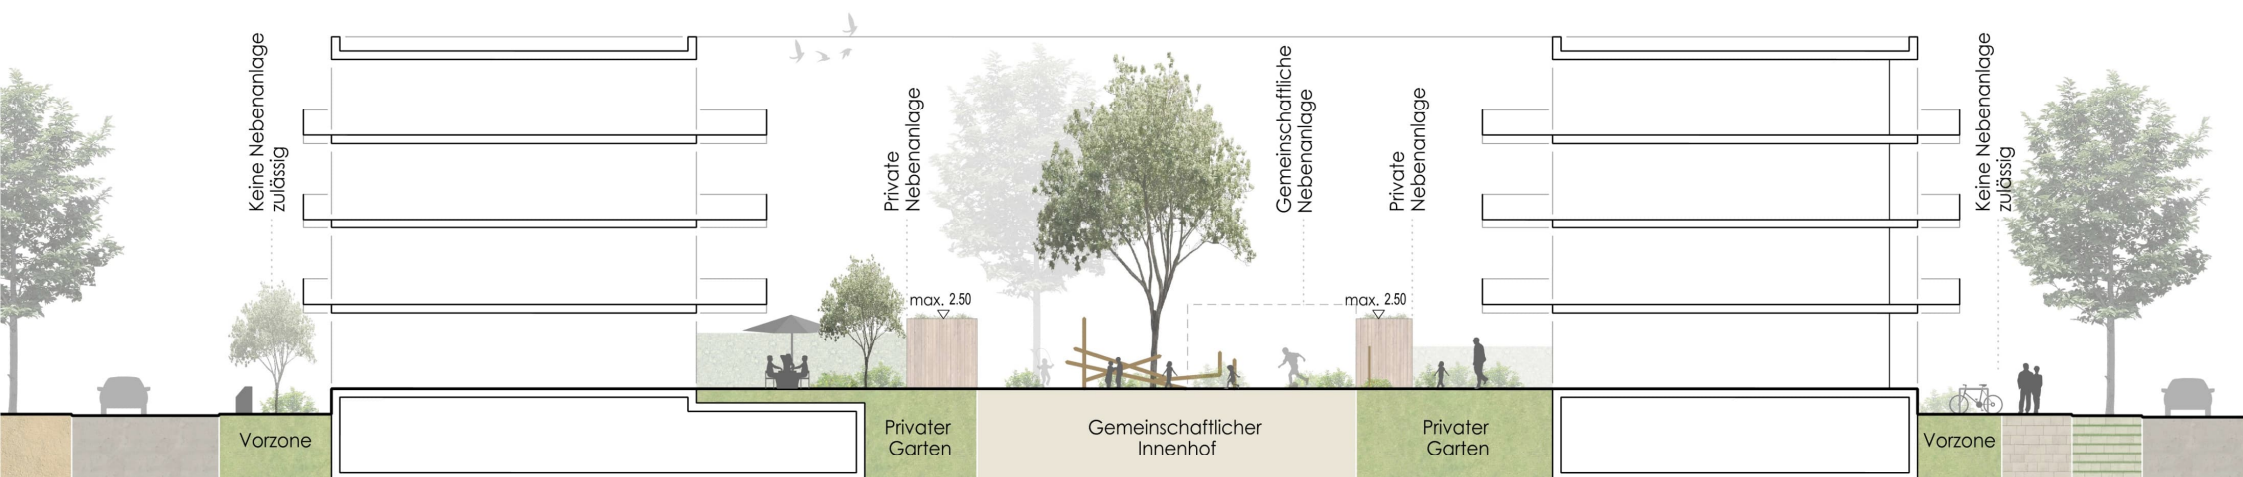 Keine Nebenanlage
zulässig
Private
Nebenanlage
Gemeinschaftliche
Nebenanlage
Private
Nebenanlage
Keine Nebenanlage
zulässig
max. 2.50
max. 2.50
Vorzone
Privater
Garten
Gemeinschaftlicher
Innenhof
Privater
Garten
Vorzone